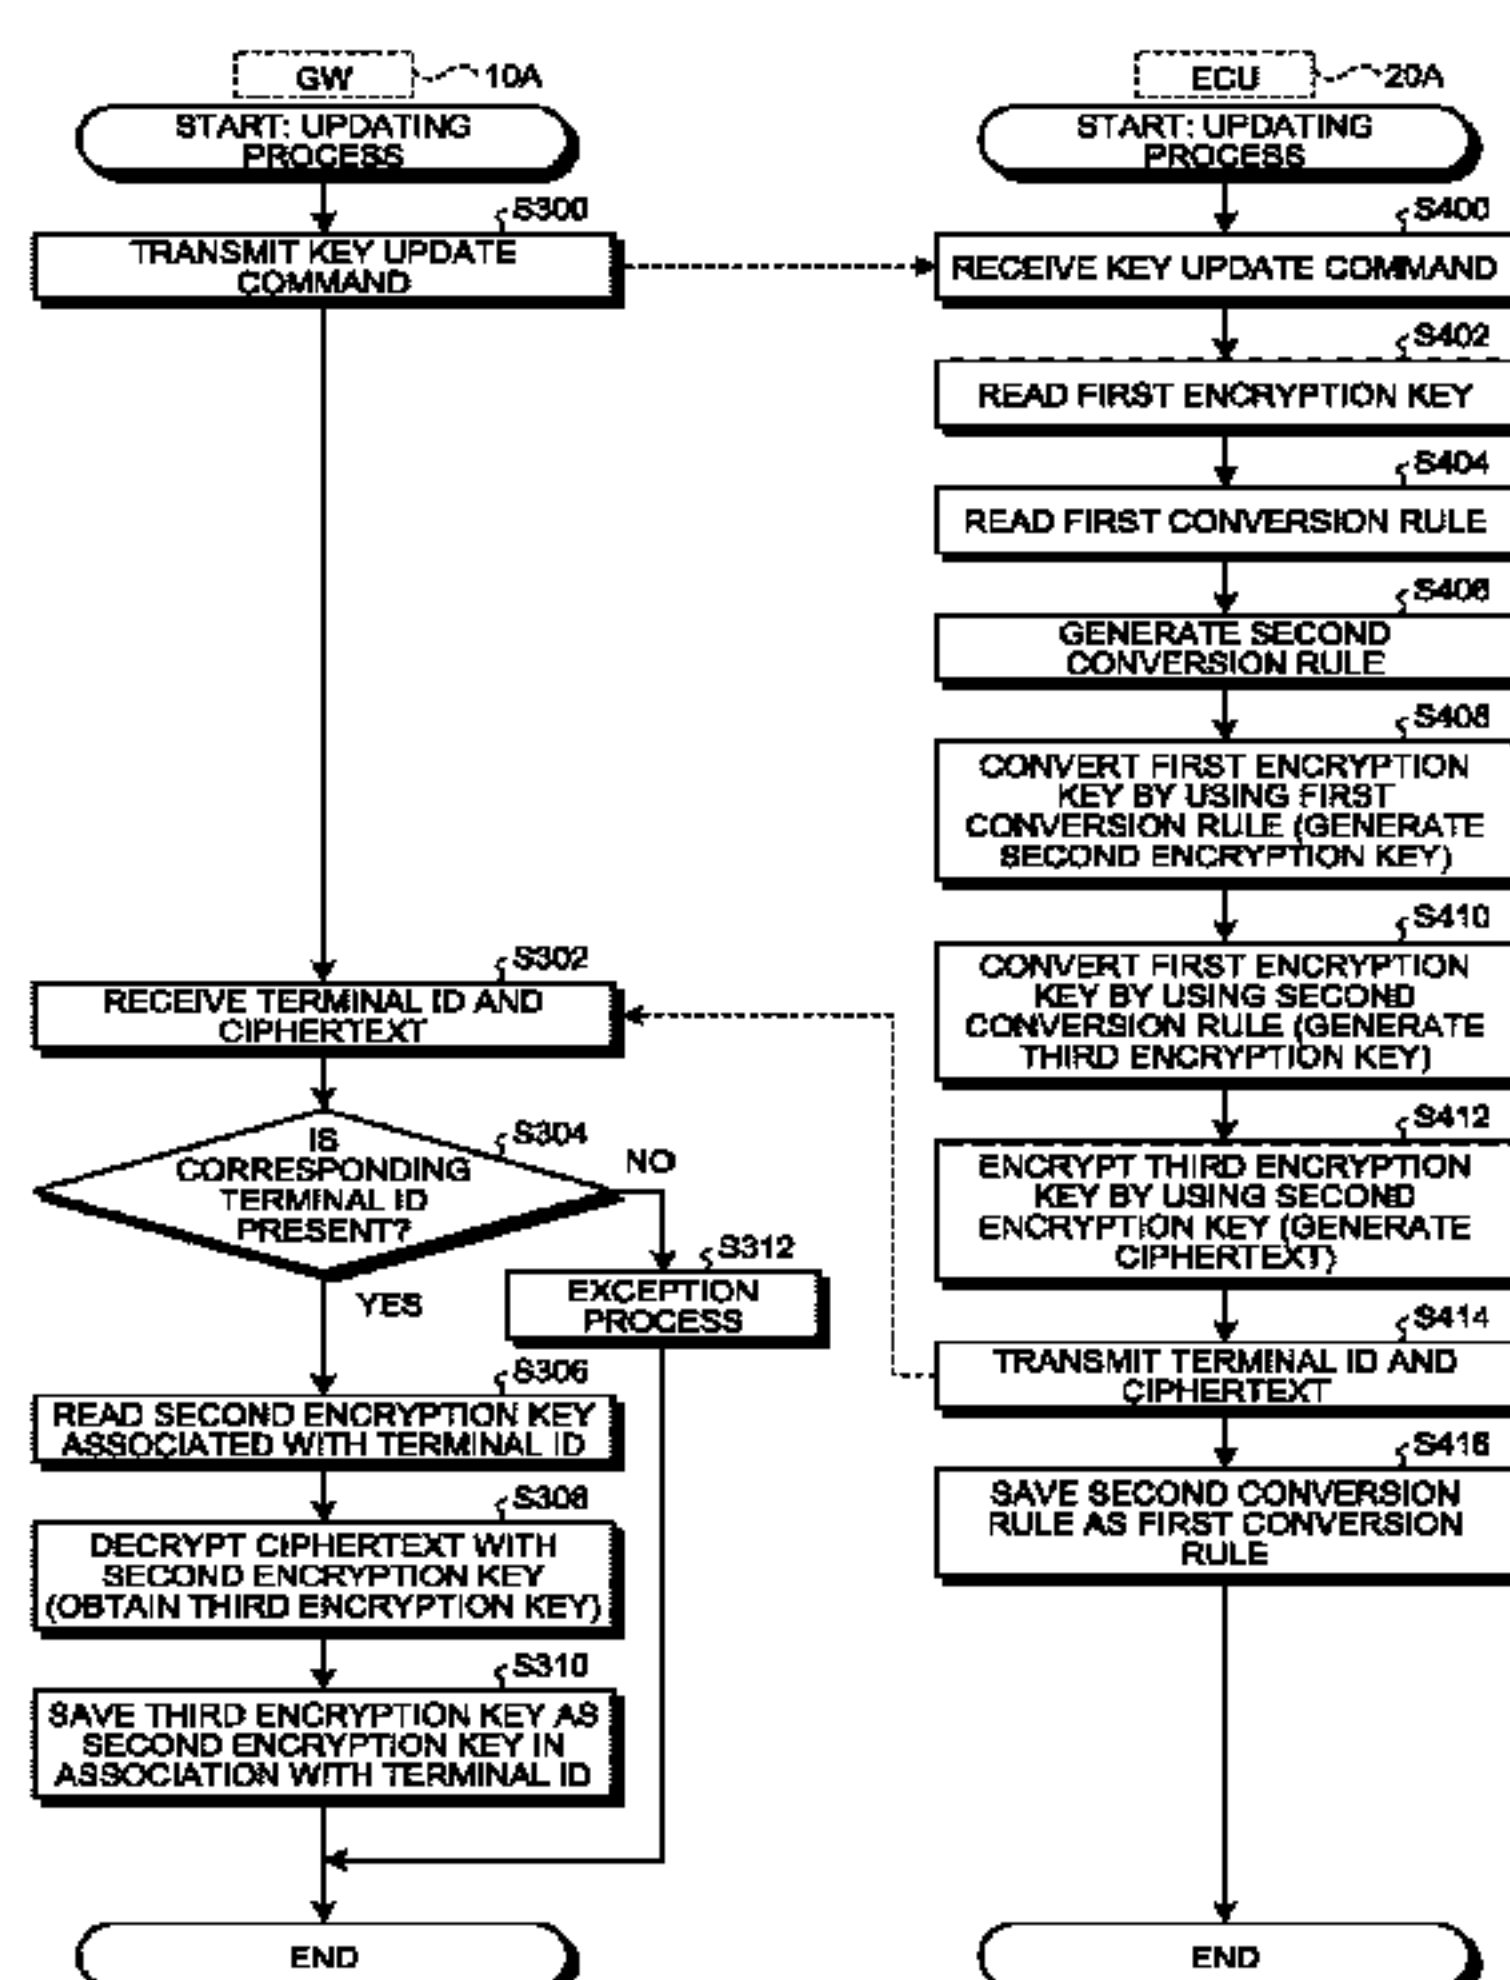 GW
10A
START: UPDATING
PROCESS
S300
TRANSMIT KEY UPDATE
COMMAND
S302
RECEIVE TERMINAL ID AND
CIPHERTEXT
S304
IS
CORRESPONDING
TERMINAL ID
PRESENT?
NO
YES
S312
EXCEPTION
PROCESS
S306
READ SECOND ENCRYPTION KEY
ASSOCIATED WITH TERMINAL ID
S308
DECRYPT CIPHERTEXT WITH
SECOND ENCRYPTION KEY
(OBTAIN THIRD ENCRYPTION KEY)
S310
SAVE THIRD ENCRYPTION KEY AS
SECOND ENCRYPTION KEY IN
ASSOCIATION WITH TERMINAL ID
END
ECU
20A
START: UPDATING
PROCESS
S400
RECEIVE KEY UPDATE COMMAND
S402
READ FIRST ENCRYPTION KEY
S404
READ FIRST CONVERSION RULE
S406
GENERATE SECOND
CONVERSION RULE
S408
CONVERT FIRST ENCRYPTION
KEY BY USING FIRST
CONVERSION RULE (GENERATE
SECOND ENCRYPTION KEY)
S410
CONVERT FIRST ENCRYPTION
KEY BY USING SECOND
CONVERSION RULE (GENERATE
THIRD ENCRYPTION KEY)
S412
ENCRYPT THIRD ENCRYPTION
KEY BY USING SECOND
ENCRYPTION KEY (GENERATE
CIPHERTEXT)
S414
TRANSMIT TERMINAL ID AND
CIPHERTEXT
S416
SAVE SECOND CONVERSION
RULE AS FIRST CONVERSION
RULE
END